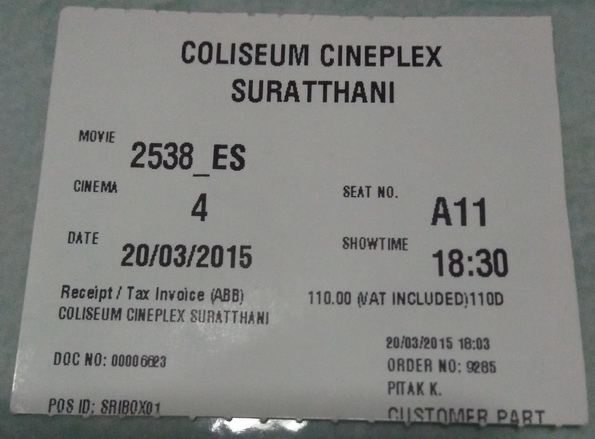 COLISEUM CINEPLEX
SURATTHANI
MOVIE
2538_ES
CINEMA
4
SEAT NO.
A11
DATE
20/03/2015
SHOWTIME
18:30
Receipt / Tax Invoice (ABB)
110.00 (VAT INCLUDED)110D
COLISEUM CINEPLEX SURATTHANI
20/03/2015 18:03
DOC NO: 00006623
ORDER NO: 9285
PITAK K.
POS ID: SRIBOX01
CUSTOMER PART